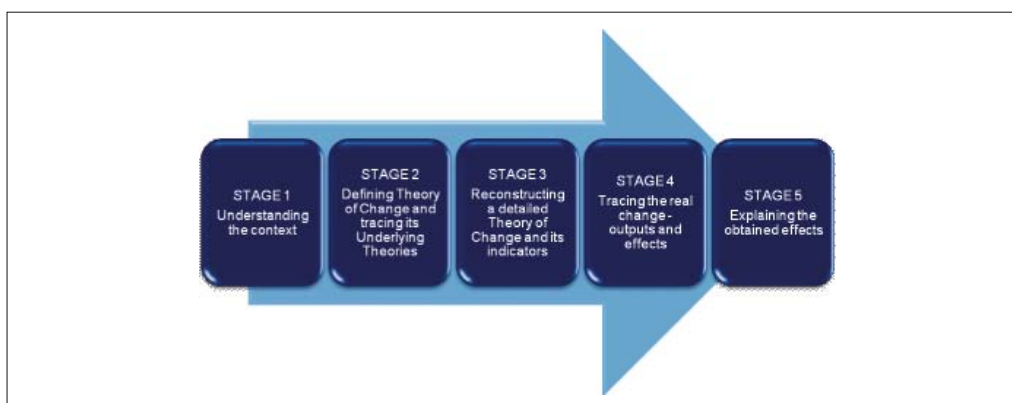 STAGE 1
Understanding
the context
STAGE 2
Defining Theory
of Change and
tracing its
Underlying
Theories
STAGE 3
Reconstructing
a detailed
Theory of
Change and its
indicators
STAGE 4
Tracing the real
change-
outputs and
effects
STAGE 5
Explaining the
obtained effects